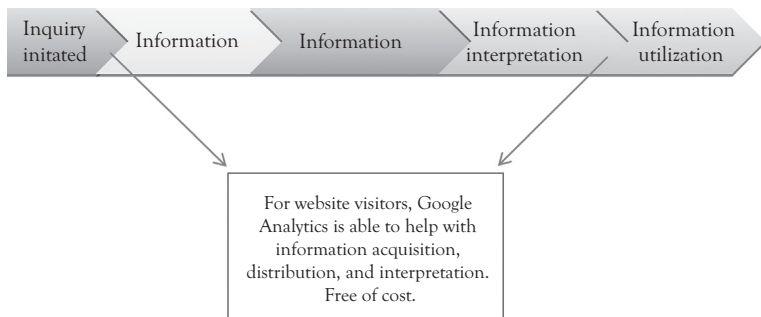 Inquiry
initated
Information
Information
Information
interpretation
Information
utilization
For website visitors, Google
Analytics is able to help with
information acquisition,
distribution, and interpretation.
Free of cost.